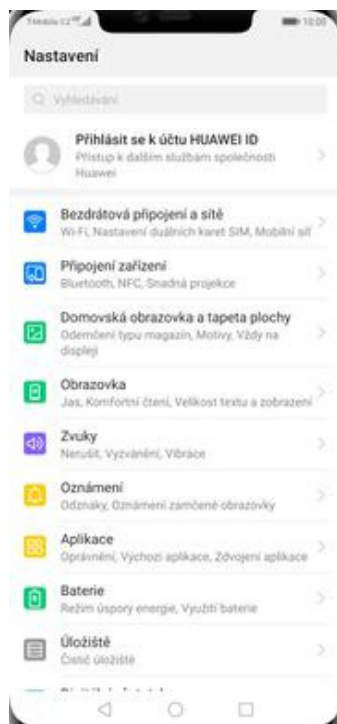 10:05
Nastavení
Vyhledávání
Přihlásit se k účtu HUAWEI ID
Přístup k dalším službám společnosti
Huawei
Bezdrátová připojení a sítě
Wi-Fi, Nastavení duálních karet SIM, Mobilní síť
Připojení zařízení
Bluetooth, NFC, Snadná projekce
Domovská obrazovka a tapeta plochy
Odemčení typu magazín, Motivy, Vždy na
displeji
Obrazovka
Jas, Komfortní čtení, Velikost textu a zobrazení
Zvuky
Nerušit, Vyzvánění, Vibrace
Oznámení
Odznaky, Oznámení zamčené obrazovky
Aplikace
Oprávnění, Výchozí aplikace, Zdvojení aplikace
Baterie
Režim úspory energie, Využití baterie
Úložiště
Čistič úložiště